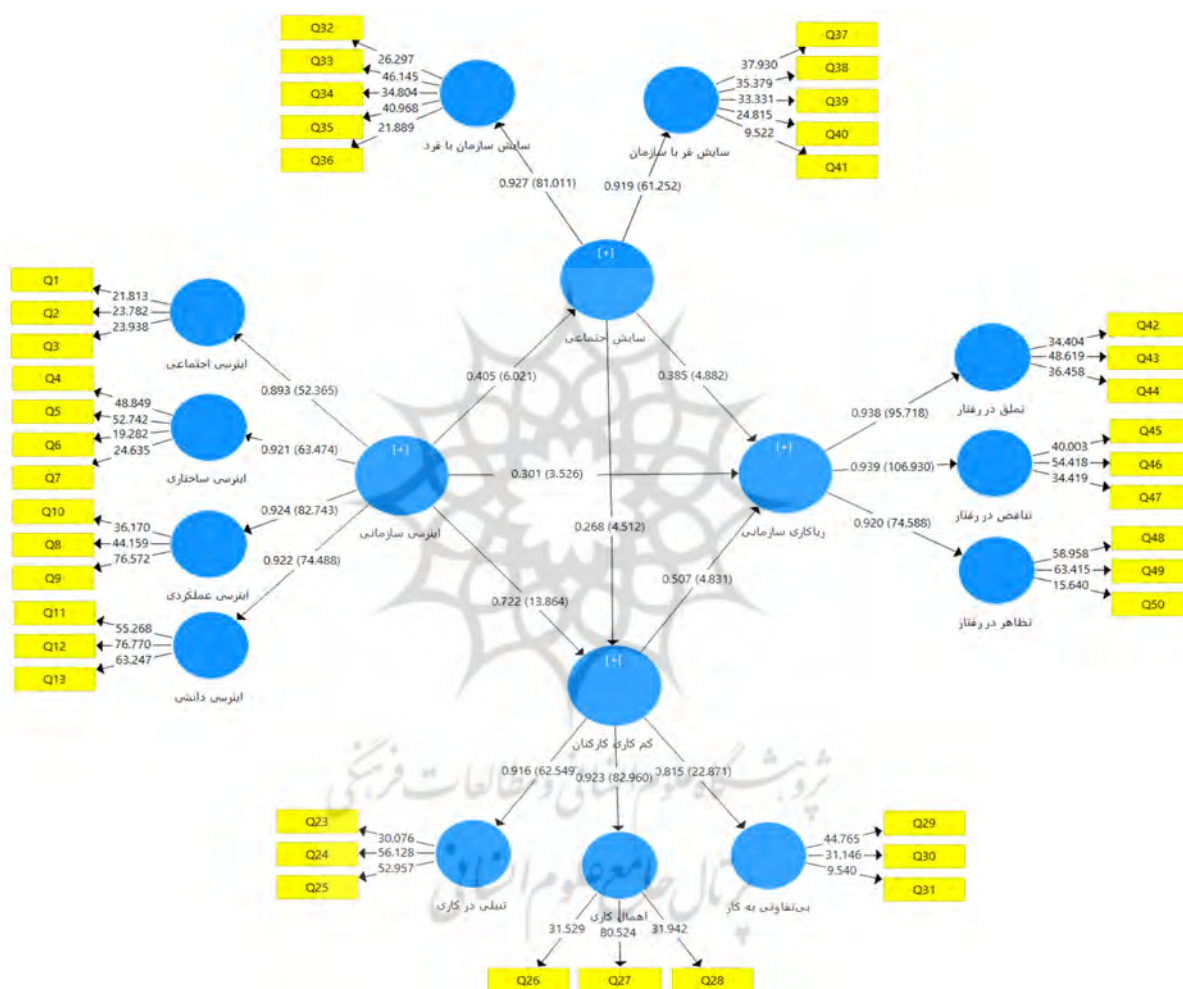 Q32
Q33
Q34
Q35
Q36
26.297
46.145
34.804
40.968
21.889
سایش سازمان با فرد
Q37
Q38
Q39
Q40
Q41
37.930
35.379
33.331
24.815
9.522
سایش فر با سازمان
0.927 (81.011)
0.919 (61.252)
[+]
سایش اجتماعی
Q1
Q2
Q3
21.813
23.782
23.938
اینرسی اجتماعی
Q4
Q5
Q6
Q7
48.849
52.742
19.282
24.635
اینرسی ساختاری
Q10
Q8
Q9
36.170
44.159
76.572
اینرسی عملکردی
Q11
Q12
Q13
55.268
76.770
63.247
اینرسی دانشی
0.893 (52.365)
0.921 (63.474)
0.924 (82.743)
0.922 (74.488)
[+]
اینرسی سازمانی
0.405 (6.021)
0.385 (4.882)
0.301 (3.526)
0.268 (4.512)
0.722 (13.864)
0.507 (4.831)
[+]
ریاکاری سازمانی
0.938 (95.718)
0.939 (106.930)
0.920 (74.588)
Q42
Q43
Q44
34.404
48.619
36.458
تملق در رفتار
Q45
Q46
Q47
40.003
54.418
34.419
تناقض در رفتار
Q48
Q49
Q50
58.958
63.415
15.640
تظاهر در رفتار
[+]
کم کاری کارکنان
0.916 (62.549)
0.923 (82.960)
0.815 (22.871)
پژوهشگاه علوم انسانی و مطالعات فرهنگی
Q23
Q24
Q25
30.076
56.128
52.957
تنبلی در کاری
اهمال کاری
31.529
80.524
31.942
Q26
Q27
Q28
Q29
Q30
Q31
44.765
31.146
9.540
بی‌تفاوتی به کار
پرتال جامع علوم انسانی